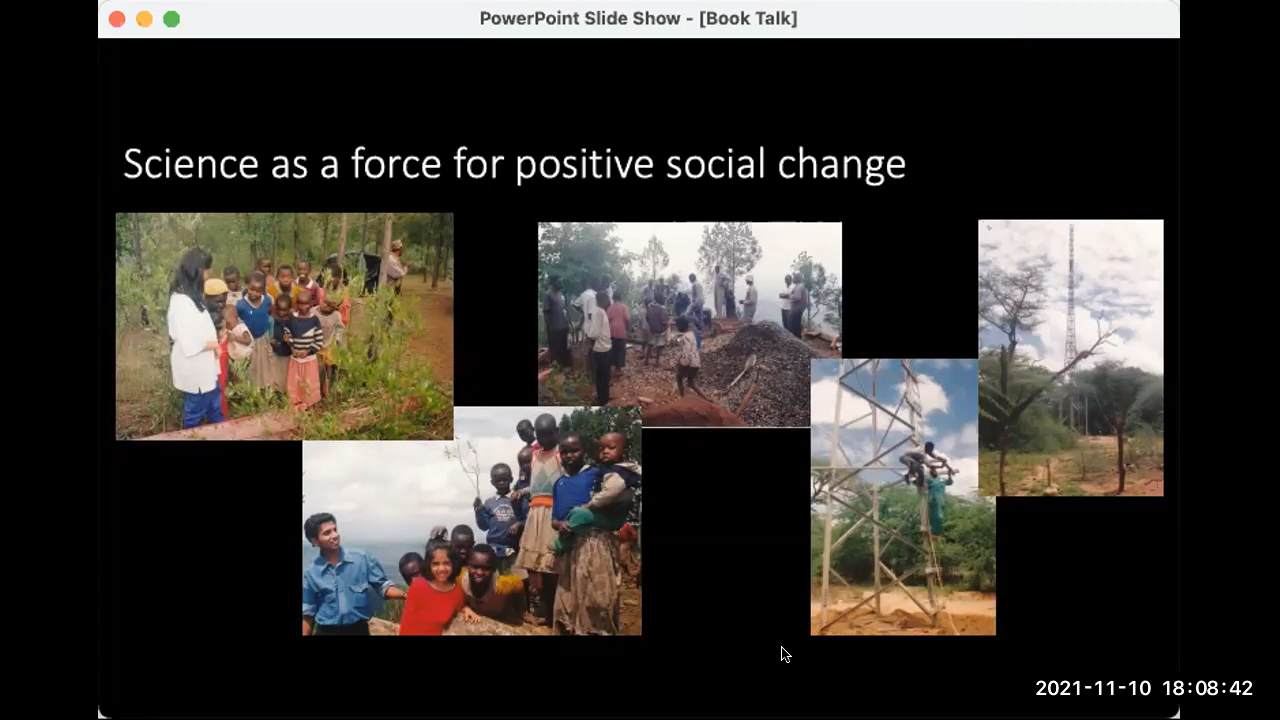 PowerPoint Slide Show - [Book Talk]
Science as a force for positive social change
2021-11-10 18:08:42